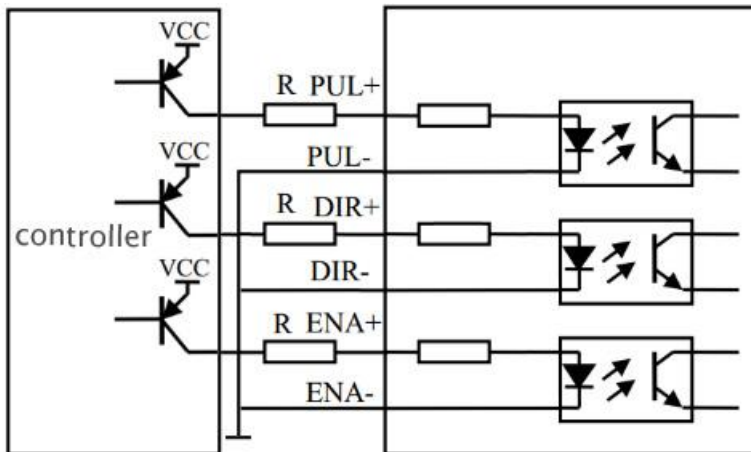 VCC
R PUL+
PUL-
VCC
R DIR+
controller
DIR-
VCC
R ENA+
ENA-